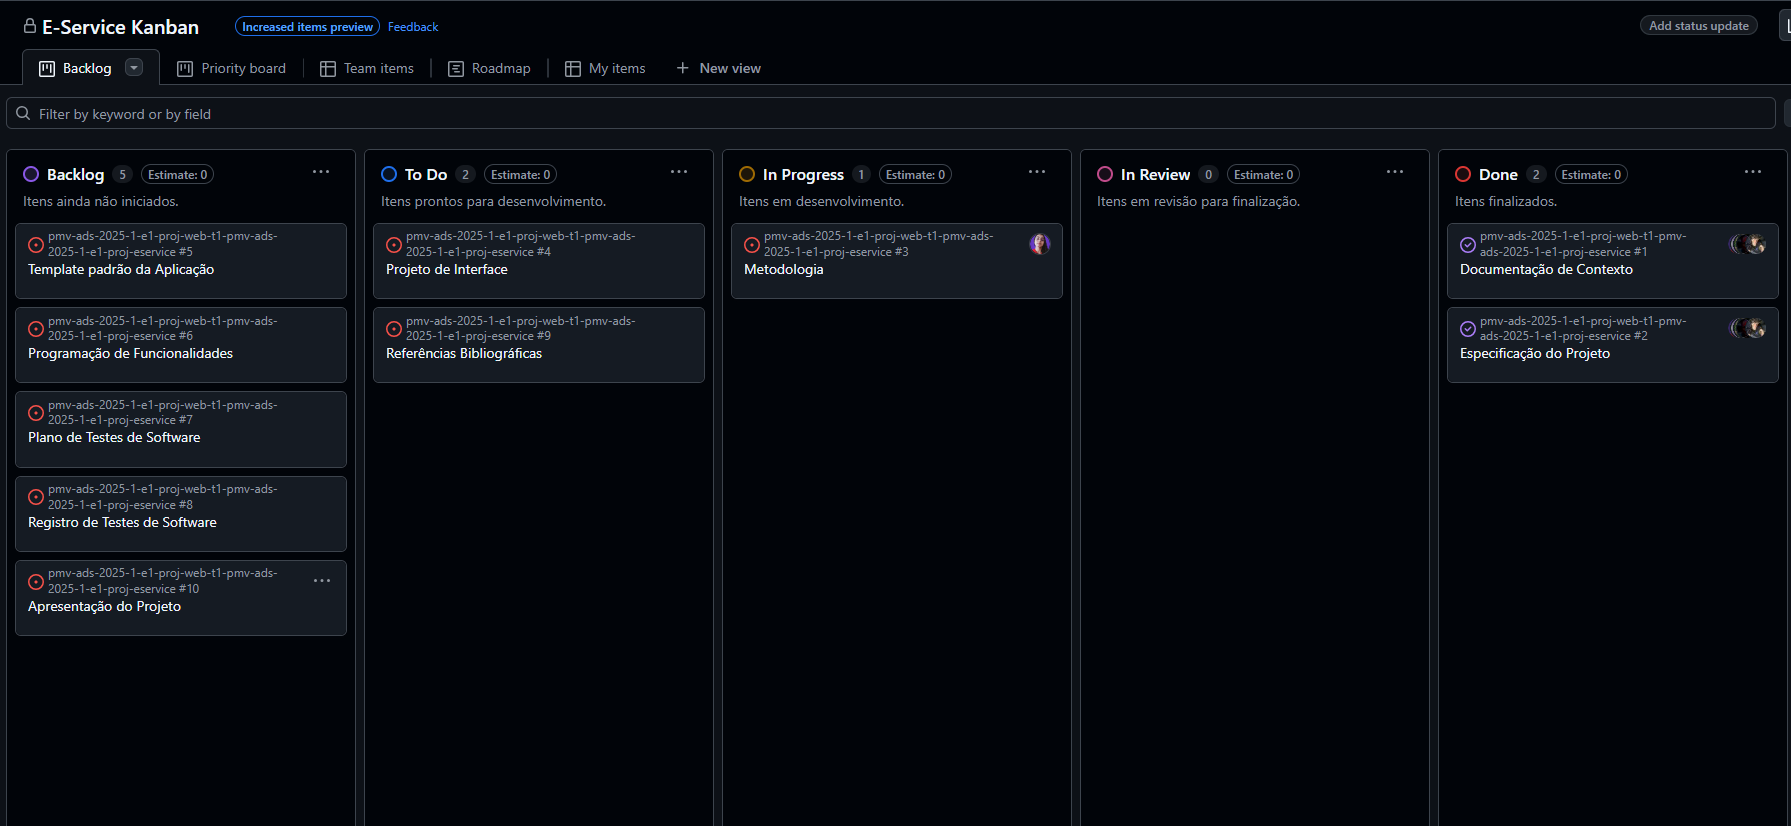 E-Service Kanban
Increased items preview
Feedback
Add status update
Backlog
Priority board
Team items
Roadmap
My items
New view
Filter by keyword or by field
Backlog 5 Estimate: 0
Itens ainda não iniciados.
pmv-ads-2025-1-e1-proj-web-t1-pmv-ads-
2025-1-e1-proj-eservice #5
Template padrão da Aplicação
pmv-ads-2025-1-e1-proj-web-t1-pmv-ads-
2025-1-e1-proj-eservice #6
Programação de Funcionalidades
pmv-ads-2025-1-e1-proj-web-t1-pmv-ads-
2025-1-e1-proj-eservice #7
Plano de Testes de Software
pmv-ads-2025-1-e1-proj-web-t1-pmv-ads-
2025-1-e1-proj-eservice #8
Registro de Testes de Software
pmv-ads-2025-1-e1-proj-web-t1-pmv-ads-
2025-1-e1-proj-eservice #10
Apresentação do Projeto
To Do 2 Estimate: 0
Itens prontos para desenvolvimento.
pmv-ads-2025-1-e1-proj-web-t1-pmv-ads-
2025-1-e1-proj-eservice #4
Projeto de Interface
pmv-ads-2025-1-e1-proj-web-t1-pmv-ads-
2025-1-e1-proj-eservice #9
Referências Bibliográficas
In Progress 1 Estimate: 0
Itens em desenvolvimento.
pmv-ads-2025-1-e1-proj-web-t1-pmv-ads-
2025-1-e1-proj-eservice #3
Metodologia
In Review 0 Estimate: 0
Itens em revisão para finalização.
Done 2 Estimate: 0
Itens finalizados.
pmv-ads-2025-1-e1-proj-web-t1-pmv-
ads-2025-1-e1-proj-eservice #1
Documentação de Contexto
pmv-ads-2025-1-e1-proj-web-t1-pmv-
ads-2025-1-e1-proj-eservice #2
Especificação do Projeto